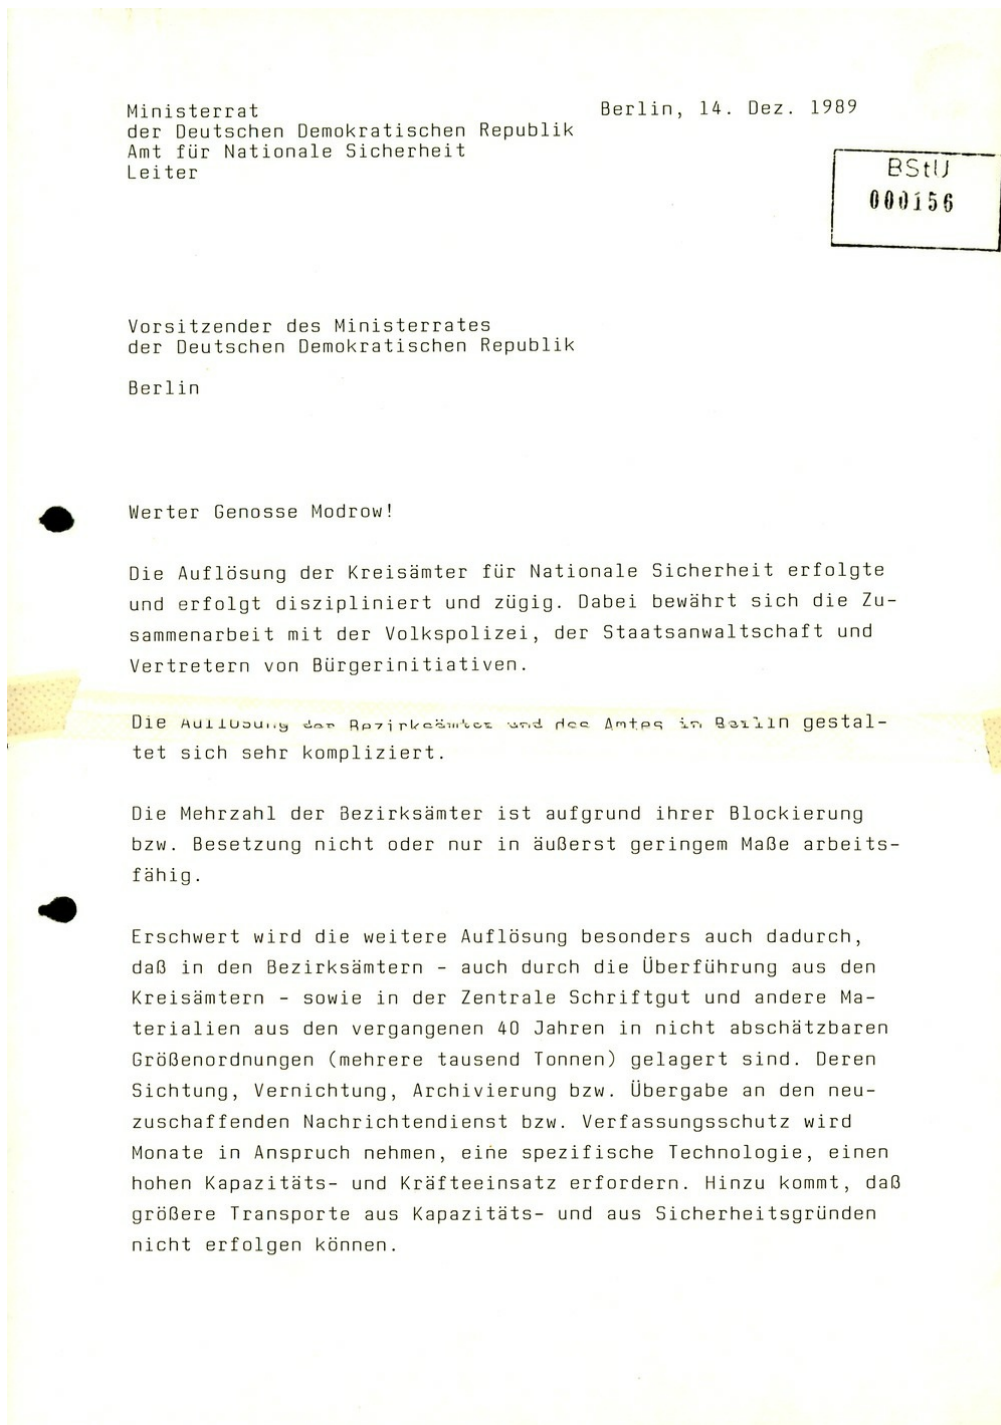 Ministerrat
der Deutschen Demokratischen Republik
Amt für Nationale Sicherheit
Leiter
Berlin, 14. Dez. 1989
BStU
000156
Vorsitzender des Ministerrates
der Deutschen Demokratischen Republik
Berlin
Werter Genosse Modrow!
Die Auflösung der Kreisämter für Nationale Sicherheit erfolgte
und erfolgt diszipliniert und zügig. Dabei bewährt sich die Zu-
sammenarbeit mit der Volkspolizei, der Staatsanwaltschaft und
Vertretern von Bürgerinitiativen.
Die Auflösung der Bezirksämter und des Amtes in Berlin gestal-
tet sich sehr kompliziert.
Die Mehrzahl der Bezirksämter ist aufgrund ihrer Blockierung
bzw. Besetzung nicht oder nur in äußerst geringem Maße arbeits-
fähig.
Erschwert wird die weitere Auflösung besonders auch dadurch,
daß in den Bezirksämtern - auch durch die Überführung aus den
Kreisämtern - sowie in der Zentrale Schriftgut und andere Ma-
terialien aus den vergangenen 40 Jahren in nicht abschätzbaren
Größenordnungen (mehrere tausend Tonnen) gelagert sind. Deren
Sichtung, Vernichtung, Archivierung bzw. Übergabe an den neu-
zuschaffenden Nachrichtendienst bzw. Verfassungsschutz wird
Monate in Anspruch nehmen, eine spezifische Technologie, einen
hohen Kapazitäts- und Kräfteeinsatz erfordern. Hinzu kommt, daß
größere Transporte aus Kapazitäts- und aus Sicherheitsgründen
nicht erfolgen können.